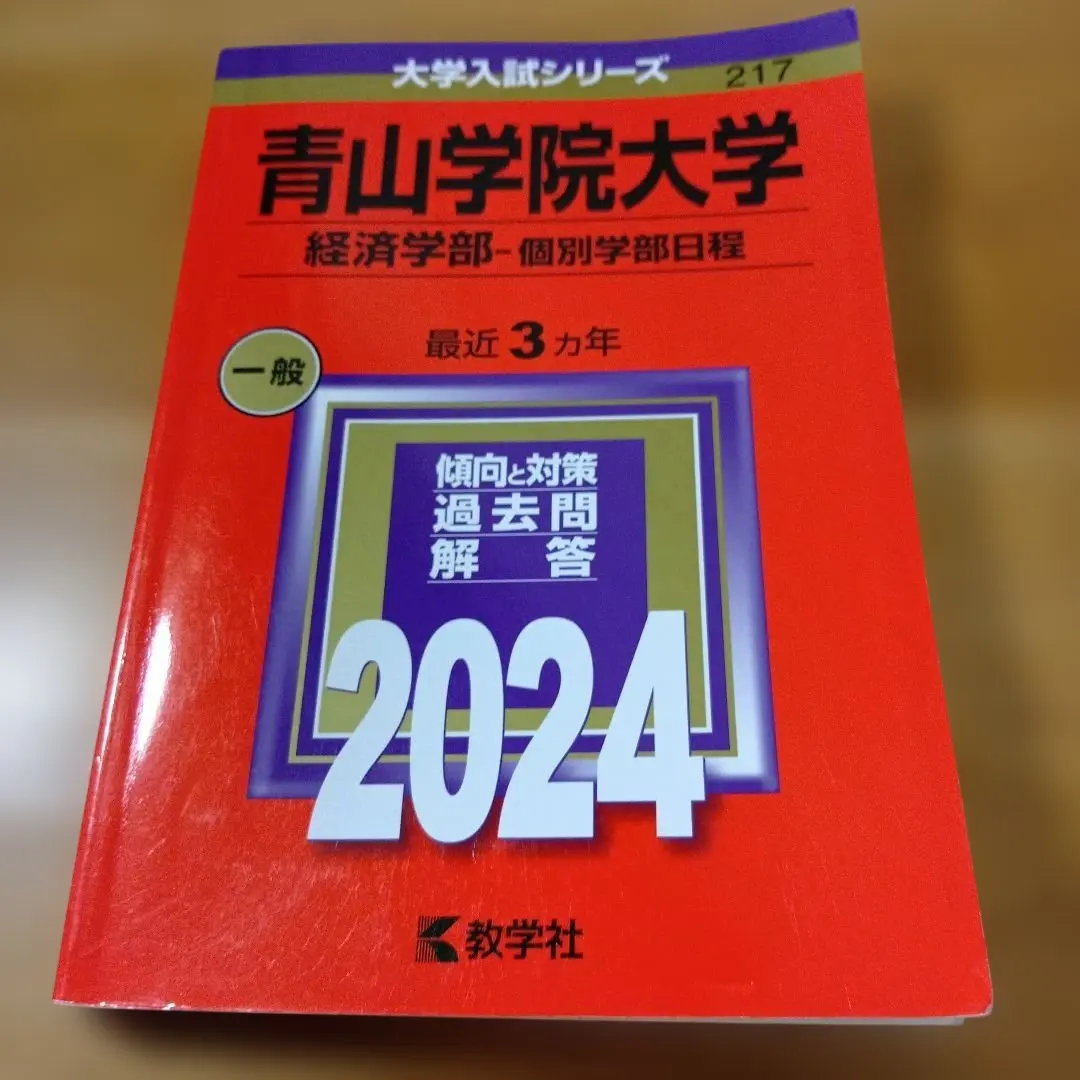 大学入試シリーズ 217
青山学院大学
経済学部-個別学部日程
最近3カ年
一般
傾向と対策
過去問
解答
2024
教学社